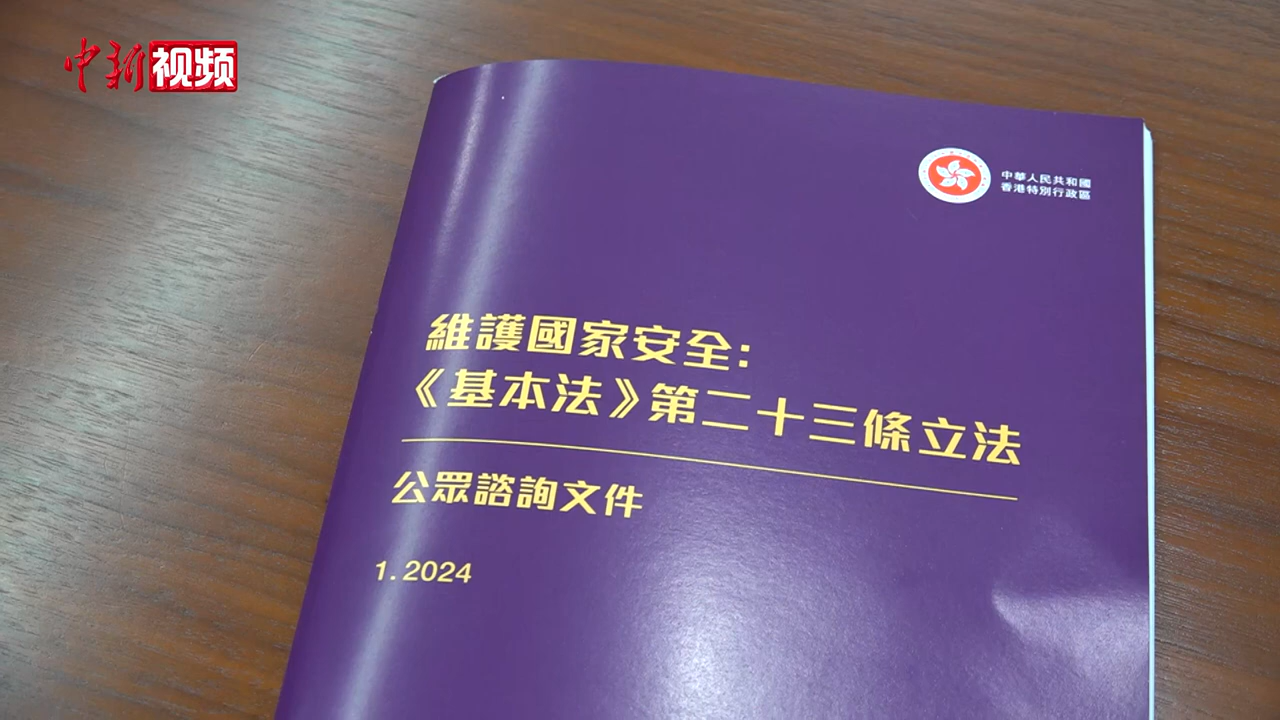 中新视频
中華人民共和國
香港特別行政區
維護國家安全：
《基本法》第二十三條立法
公眾諮詢文件
1.2024